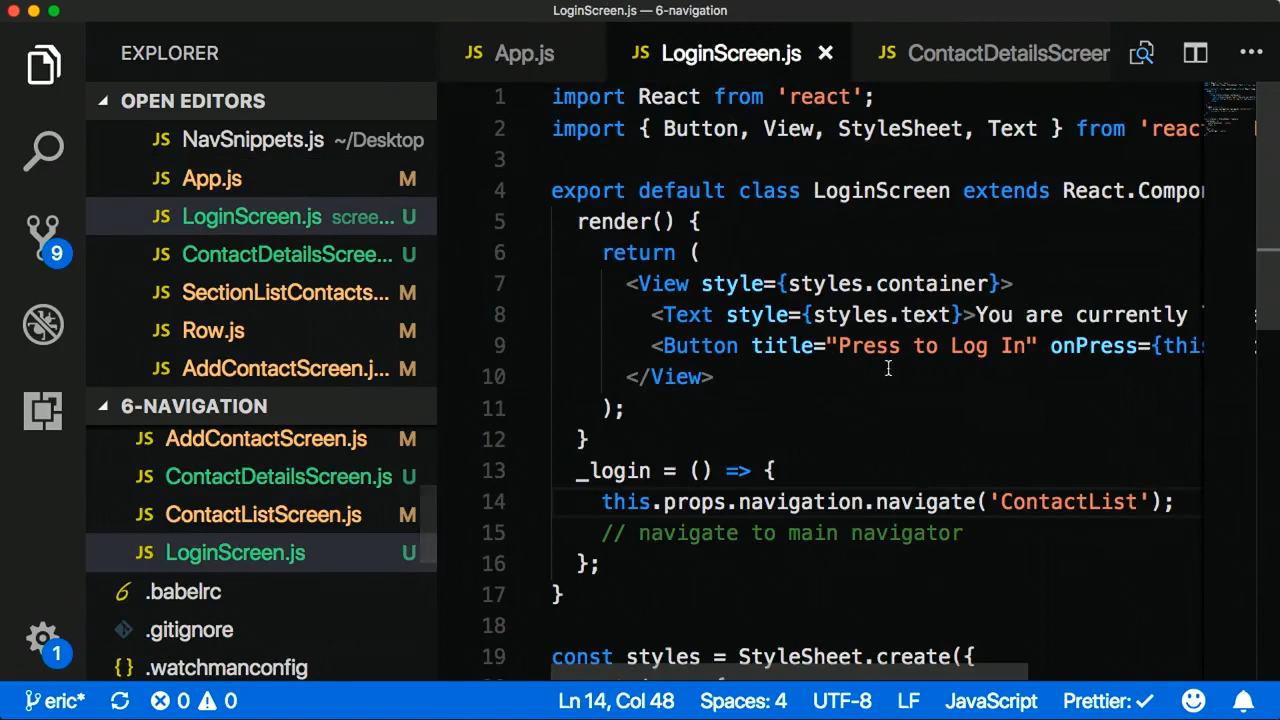 LoginScreen.js — 6-navigation
EXPLORER
OPEN EDITORS
JS NavSnippets.js ~/Desktop
JS App.js M
JS LoginScreen.js scree... U
JS ContactDetailsScree... U
JS SectionListContacts... M
JS Row.js M
JS AddContactScreen.j... M
6-NAVIGATION
JS AddContactScreen.js M
JS ContactDetailsScreen.js U
JS ContactListScreen.js M
JS LoginScreen.js U
6 .babelrc
.gitignore
{} .watchmanconfig
9
1
JS App.js JS LoginScreen.js × JS ContactDetailsScreen
1 import React from 'react';
2 import { Button, View, StyleSheet, Text } from 'reac
3
4 export default class LoginScreen extends React.Compo
5 render() {
6 return (
7 <View style={styles.container}>
8 <Text style={styles.text}>You are currently
9 <Button title="Press to Log In" onPress={this
10 </View>
11 );
12 }
13 _login = () => {
14 this.props.navigation.navigate('ContactList');
15 // navigate to main navigator
16 };
17 }
18
19 const styles = StyleSheet.create({
eric* 0 0 Ln 14, Col 48 Spaces: 4 UTF-8 LF JavaScript Prettier: ✓